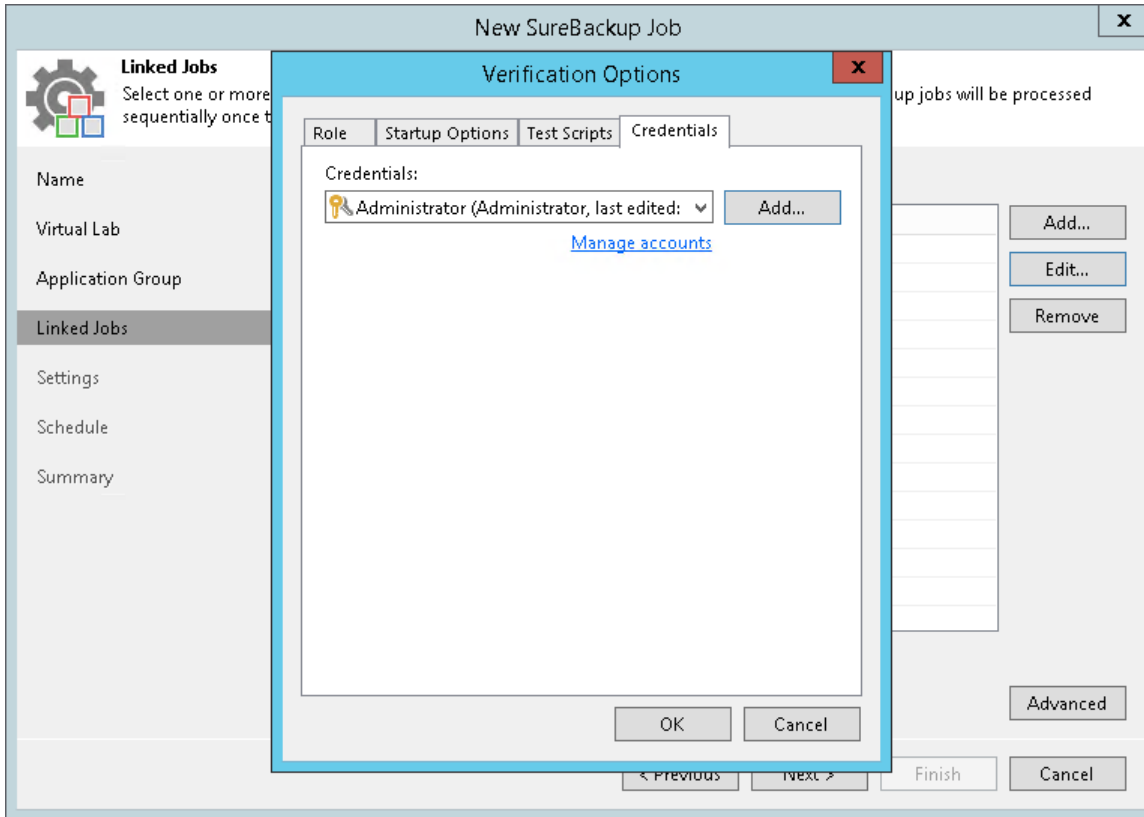 New SureBackup Job
x
Linked Jobs
Select one or more
up jobs will be processed
sequentially once t
Verification Options
x
Role
Startup Options
Test Scripts
Credentials
Credentials:
Administrator (Administrator, last edited:
Add...
Manage accounts
Name
Virtual Lab
Application Group
Linked Jobs
Settings
Schedule
Summary
Add...
Edit...
Remove
Advanced
OK
Cancel
< Previous
Next >
Finish
Cancel